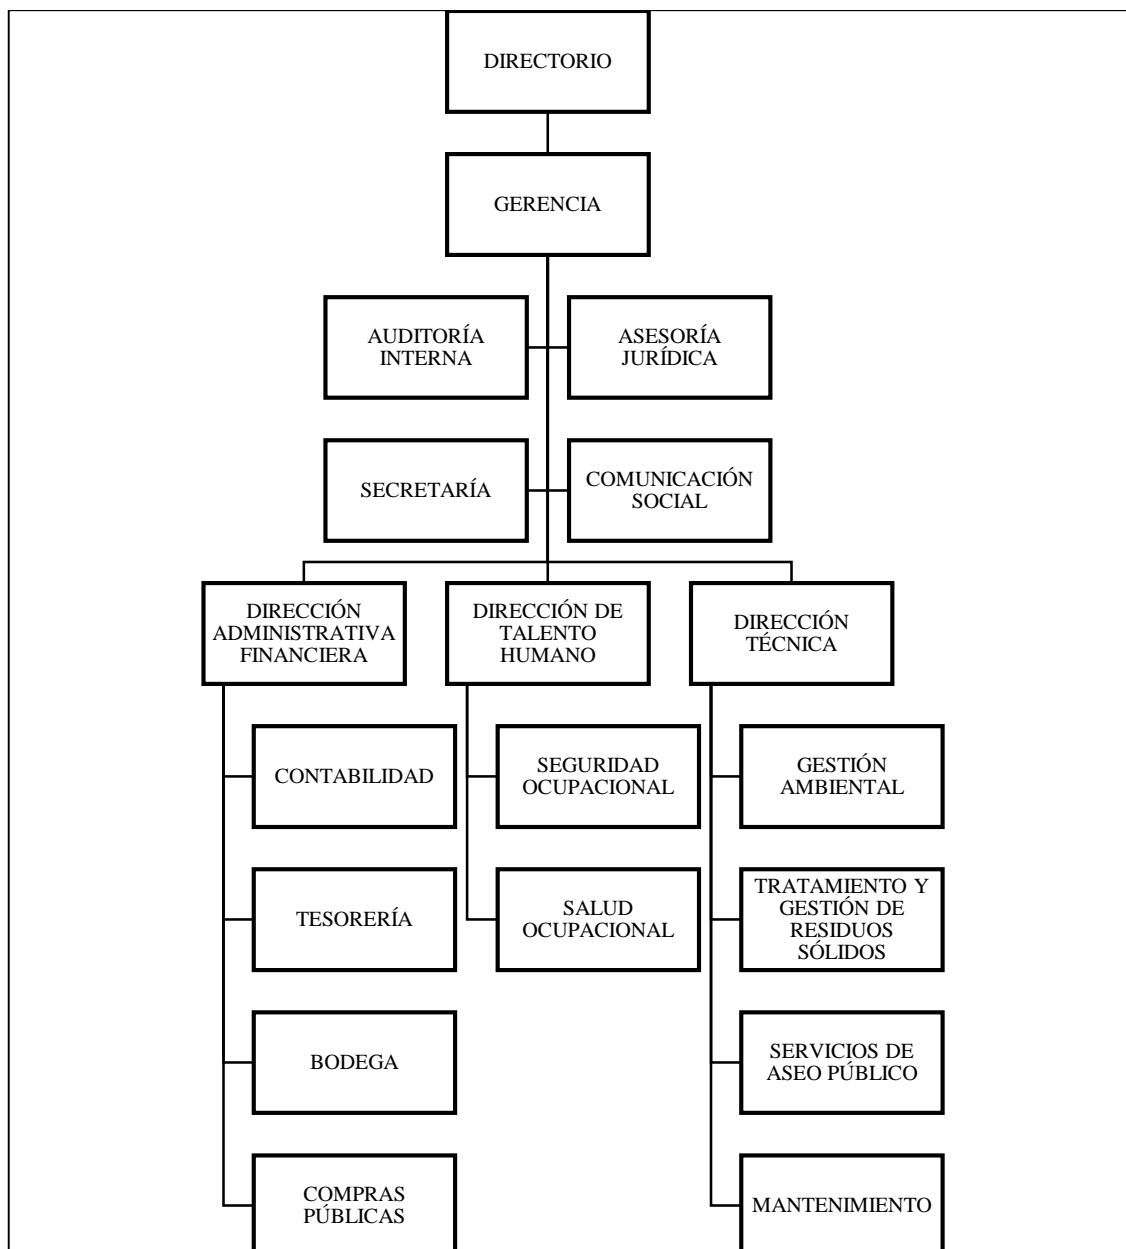 DIRECTORIO
GERENCIA
AUDITORÍA
INTERNA
ASESORÍA
JURÍDICA
SECRETARÍA
COMUNICACIÓN
SOCIAL
DIRECCIÓN
ADMINISTRATIVA
FINANCIERA
DIRECCIÓN DE
TALENTO
HUMANO
DIRECCIÓN
TÉCNICA
CONTABILIDAD
SEGURIDAD
OCUPACIONAL
GESTIÓN
AMBIENTAL
TESORERÍA
SALUD
OCUPACIONAL
TRATAMIENTO Y
GESTIÓN DE
RESIDUOS
SÓLIDOS
BODEGA
SERVICIOS DE
ASEO PÚBLICO
COMPRAS
PÚBLICAS
MANTENIMIENTO